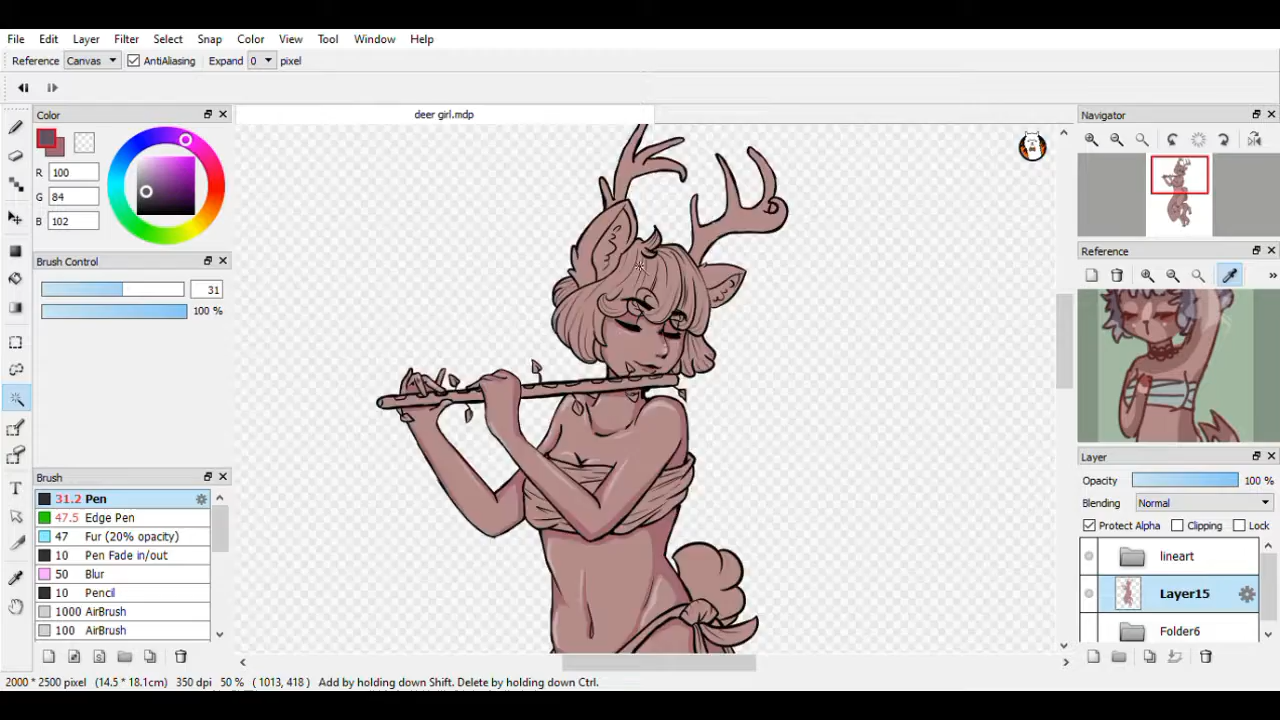 File Edit Layer Filter Select Snap Color View Tool Window Help
Reference Canvas AntiAliasing Expand 0 pixel
Color
deer girl.mdp
Navigator
R 100
G 84
B 102
Reference
Brush Control
31
100 %
»
Layer
Opacity 100 %
Blending Normal
Protect Alpha Clipping Lock
lineart
Layer15
Folder6
Brush
31.2 Pen
47.5 Edge Pen
47 Fur (20% opacity)
10 Pen Fade in/out
50 Blur
10 Pencil
1000 AirBrush
100 AirBrush
T
2000 * 2500 pixel (14.5 * 18.1cm) 350 dpi 50 % ( 1013, 418 ) Add by holding down Shift. Delete by holding down Ctrl.